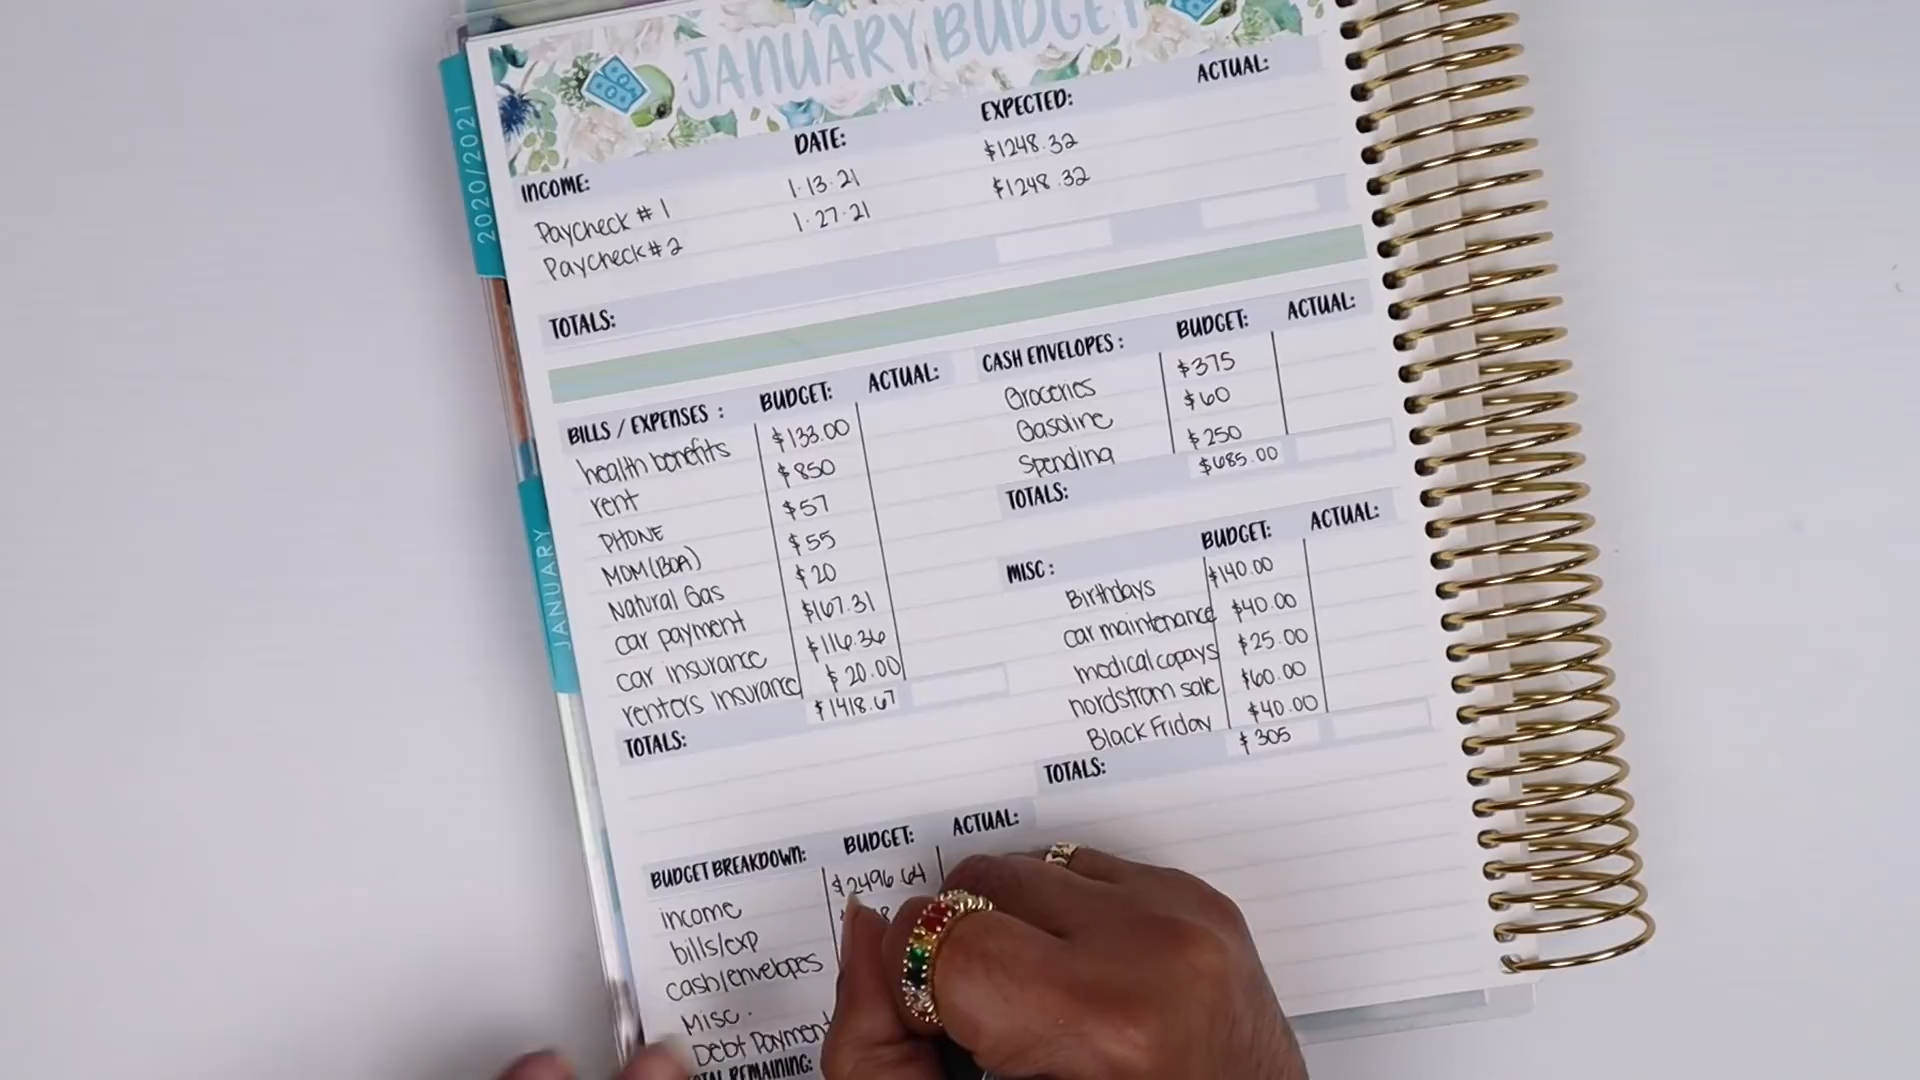 JANUARY BUDGET
2020/2021
JANUARY
INCOME: DATE: EXPECTED: ACTUAL:
Paycheck #1 1.13.21 $1248.32
Paycheck #2 1.27.21 $1248.32
TOTALS:
BILLS / EXPENSES : BUDGET: ACTUAL:
health benefits $133.00
rent $850
PHONE $57
MOM (BOA) $55
Natural Gas $20
car payment $167.31
car insurance $116.36
renters insurance $20.00
TOTALS: $1418.67
CASH ENVELOPES : BUDGET: ACTUAL:
Groceries $375
Gasoline $60
Spending $250
TOTALS: $685.00
MISC : BUDGET: ACTUAL:
Birthdays $140.00
car maintenance $40.00
medical copays $25.00
nordstrom sale $60.00
Black Friday $40.00
TOTALS: $305
BUDGET BREAKDOWN: BUDGET: ACTUAL:
income $2496.64
bills/exp
cash/envelopes
Misc.
Debt Payment
REMAINING: